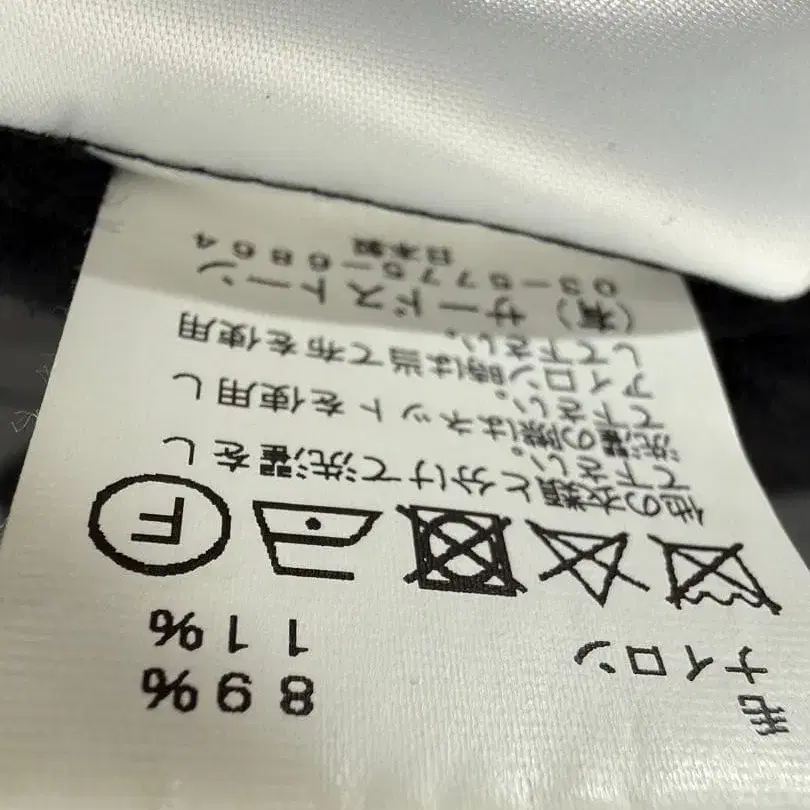 毛 89%
ナイロン 11%
F
他の衣類と分けて洗濯をし
て下さい。
洗濯の際はネットを使用し
て下さい。
アイロン時は当て布を使用
して下さい。
(有) サードストーン
03-5775-6864
日本製